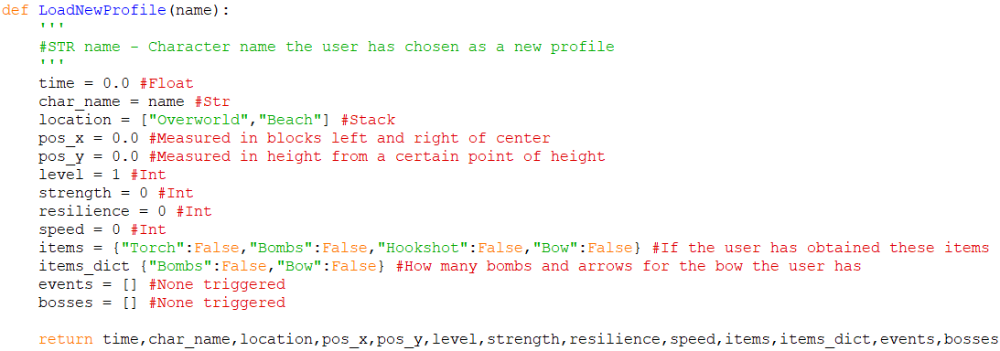 def LoadNewProfile(name):
    '''
    #STR name - Character name the user has chosen as a new profile
    '''
    time = 0.0 #Float
    char_name = name #Str
    location = ["Overworld","Beach"] #Stack
    pos_x = 0.0 #Measured in blocks left and right of center
    pos_y = 0.0 #Measured in height from a certain point of height
    level = 1 #Int
    strength = 0 #Int
    resilience = 0 #Int
    speed = 0 #Int
    items = {"Torch":False,"Bombs":False,"Hookshot":False,"Bow":False} #If the user has obtained these items
    items_dict {"Bombs":False,"Bow":False} #How many bombs and arrows for the bow the user has
    events = [] #None triggered
    bosses = [] #None triggered

    return time,char_name,location,pos_x,pos_y,level,strength,resilience,speed,items,items_dict,events,bosses